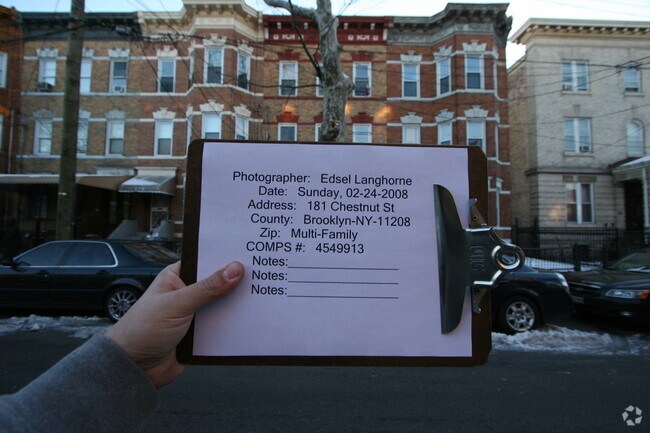 Photographer: Edsel Langhorne
Date: Sunday, 02-24-2008
Address: 181 Chestnut St
County: Brooklyn-NY-11208
Zip: Multi-Family
COMPS #: 4549913
Notes:
Notes:
Notes: